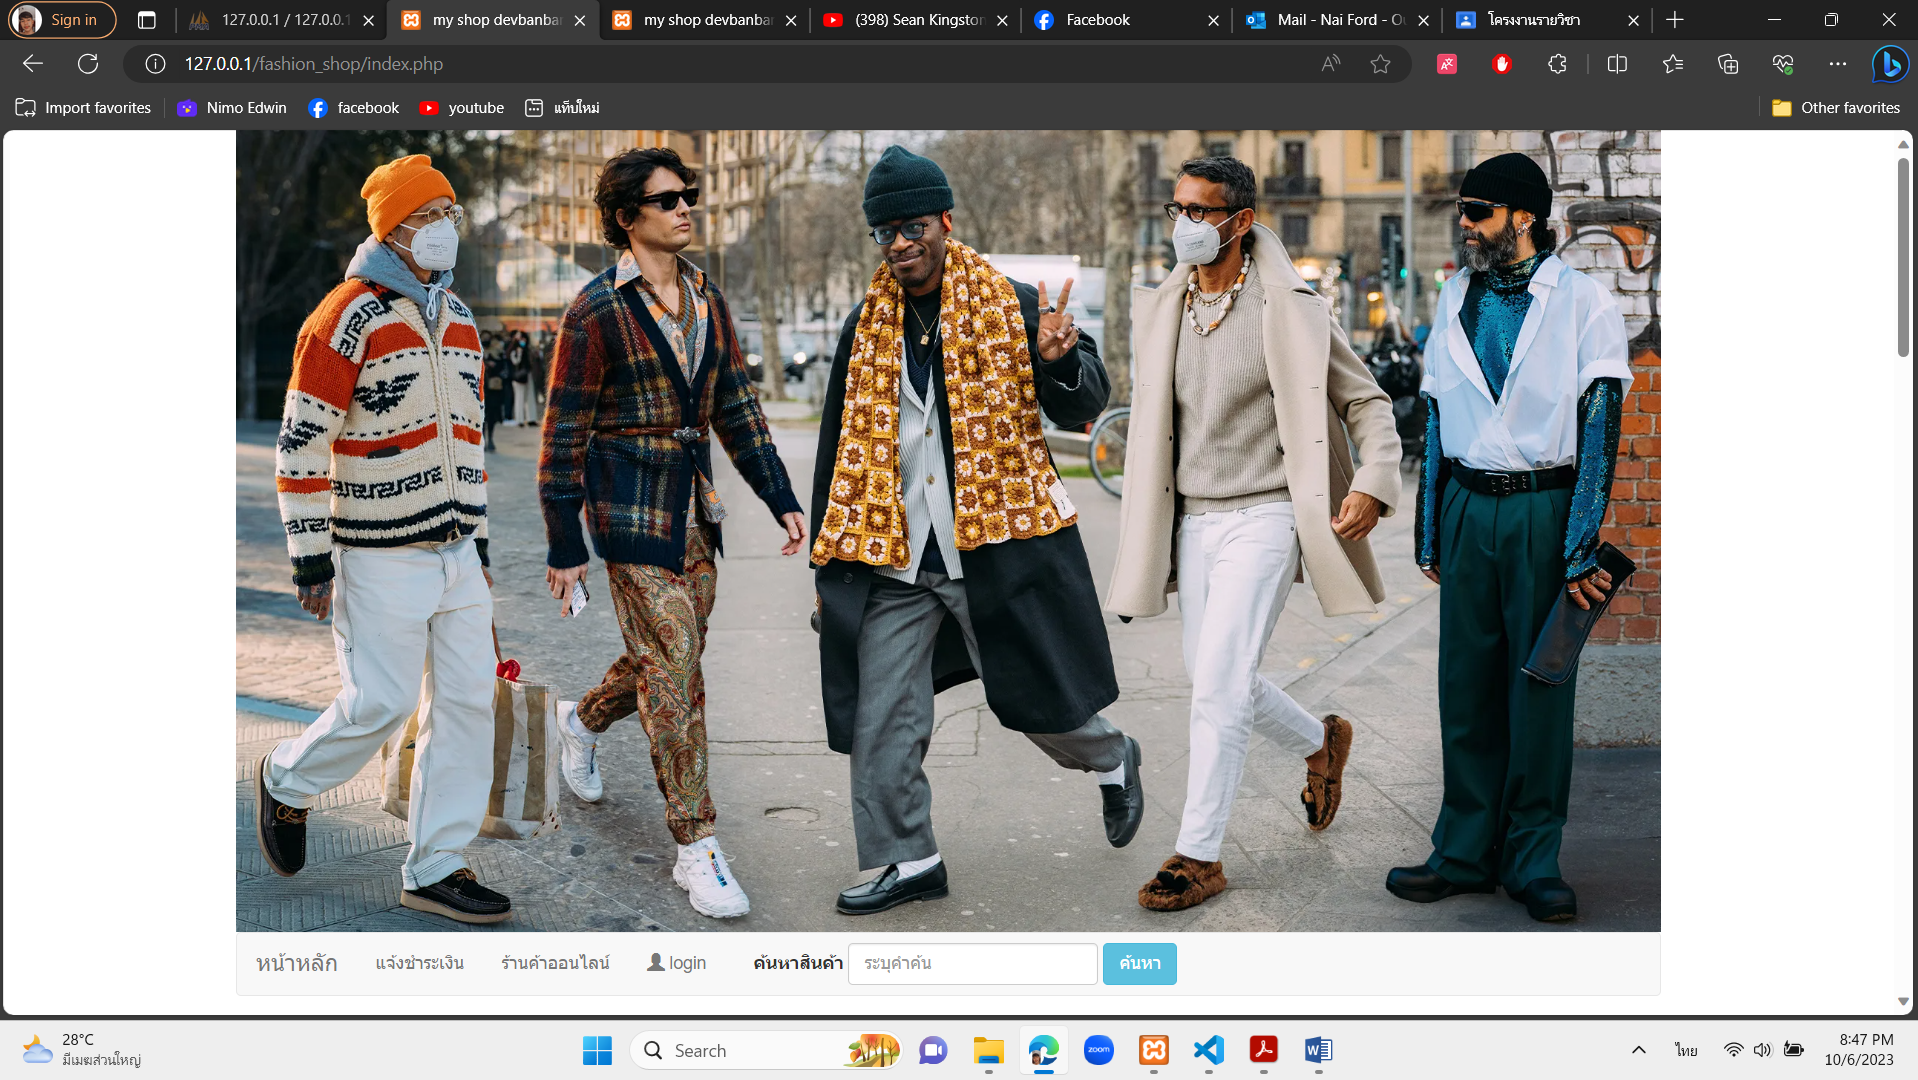 Sign in
127.0.0.1 / 127.0.0.1
my shop devbanban
my shop devbanban
(398) Sean Kingston
Facebook
Mail - Nai Ford - Ou
โครงงานรายวิชา
127.0.0.1/fashion_shop/index.php
Import favorites
Nimo Edwin
facebook
youtube
แท็บใหม่
Other favorites
หน้าหลัก
แจ้งชำระเงิน
ร้านค้าออนไลน์
login
ค้นหาสินค้า
ระบุคำค้น
ค้นหา
28°C
มีเมฆส่วนใหญ่
Search
zoom
ไทย
8:47 PM
10/6/2023